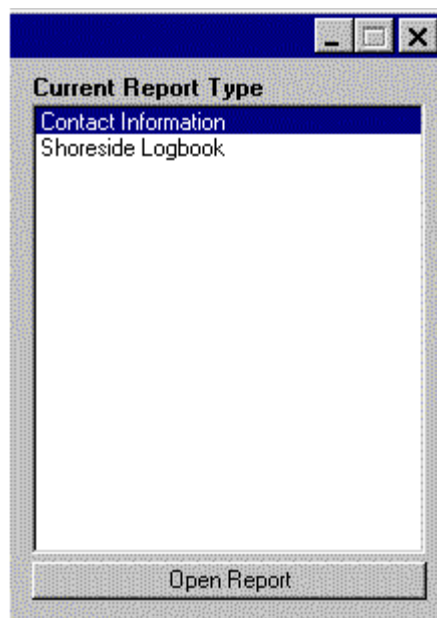 Current Report Type
Contact Information
Shoreside Logbook
Open Report